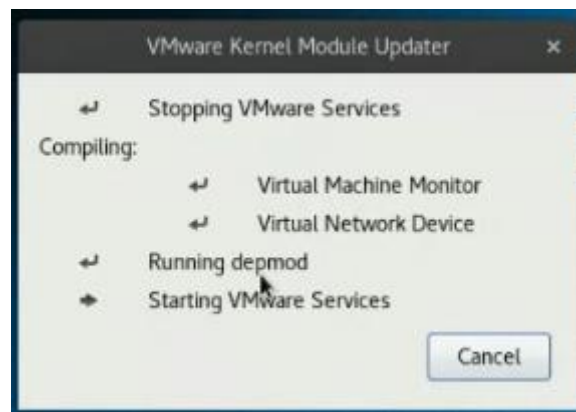 VMware Kernel Module Updater
Stopping VMware Services
Compiling:
Virtual Machine Monitor
Virtual Network Device
Running depmod
Starting VMware Services
Cancel